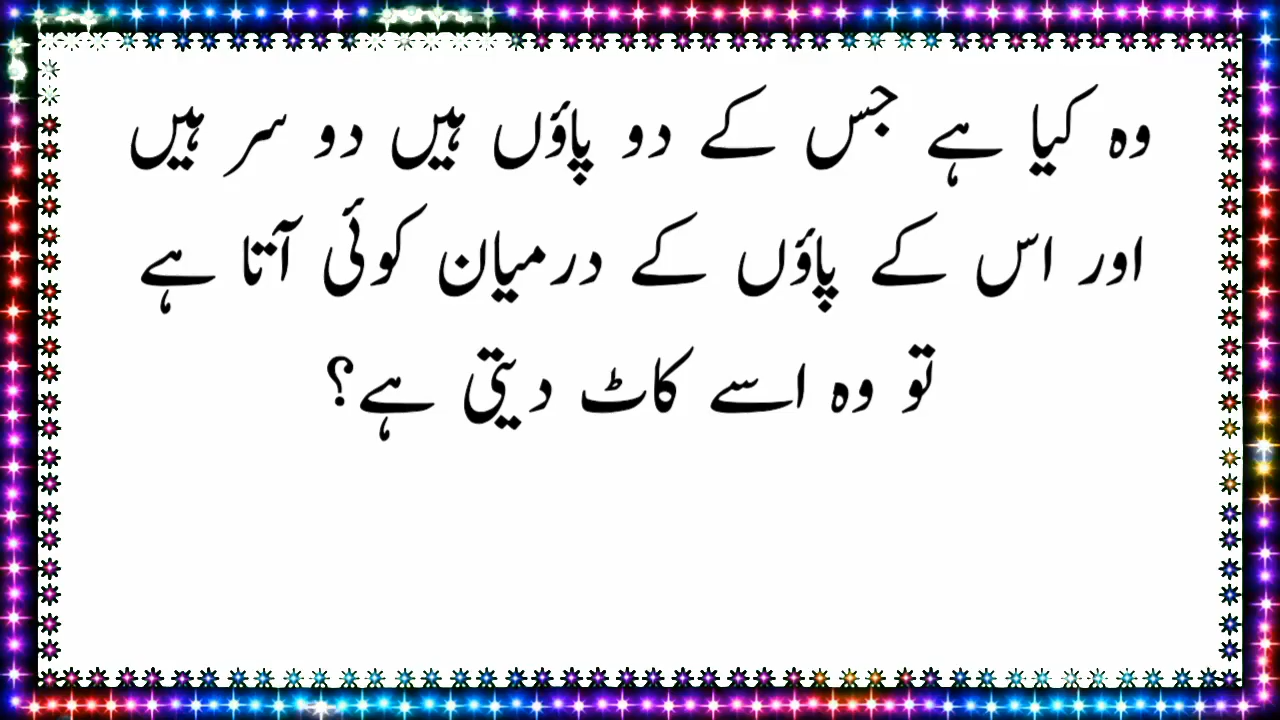 وہ کیا ہے جس کے دو پاؤں ہیں دو سر ہیں
اور اس کے پاؤں کے درمیان کوئی آتا ہے
تو وہ اسے کاٹ دیتی ہے؟